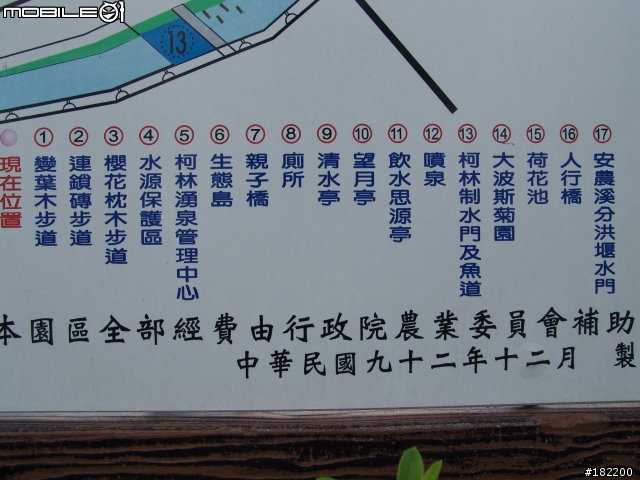 mobile01
13
現在位置
① 變葉木步道
② 連鎖磚步道
③ 櫻花枕木步道
④ 水源保護區
⑤ 柯林湧泉管理中心
⑥ 生態島
⑦ 親子橋
⑧ 廁所
⑨ 清水亭
⑩ 望月亭
⑪ 飲水思源亭
⑫ 噴泉
⑬ 柯林制水門及魚道
⑭ 大波斯菊園
⑮ 荷花池
⑯ 人行橋
⑰ 安農溪分洪堰水門
本園區全部經費由行政院農業委員會補助
中華民國九十二年十二月 製
#182200